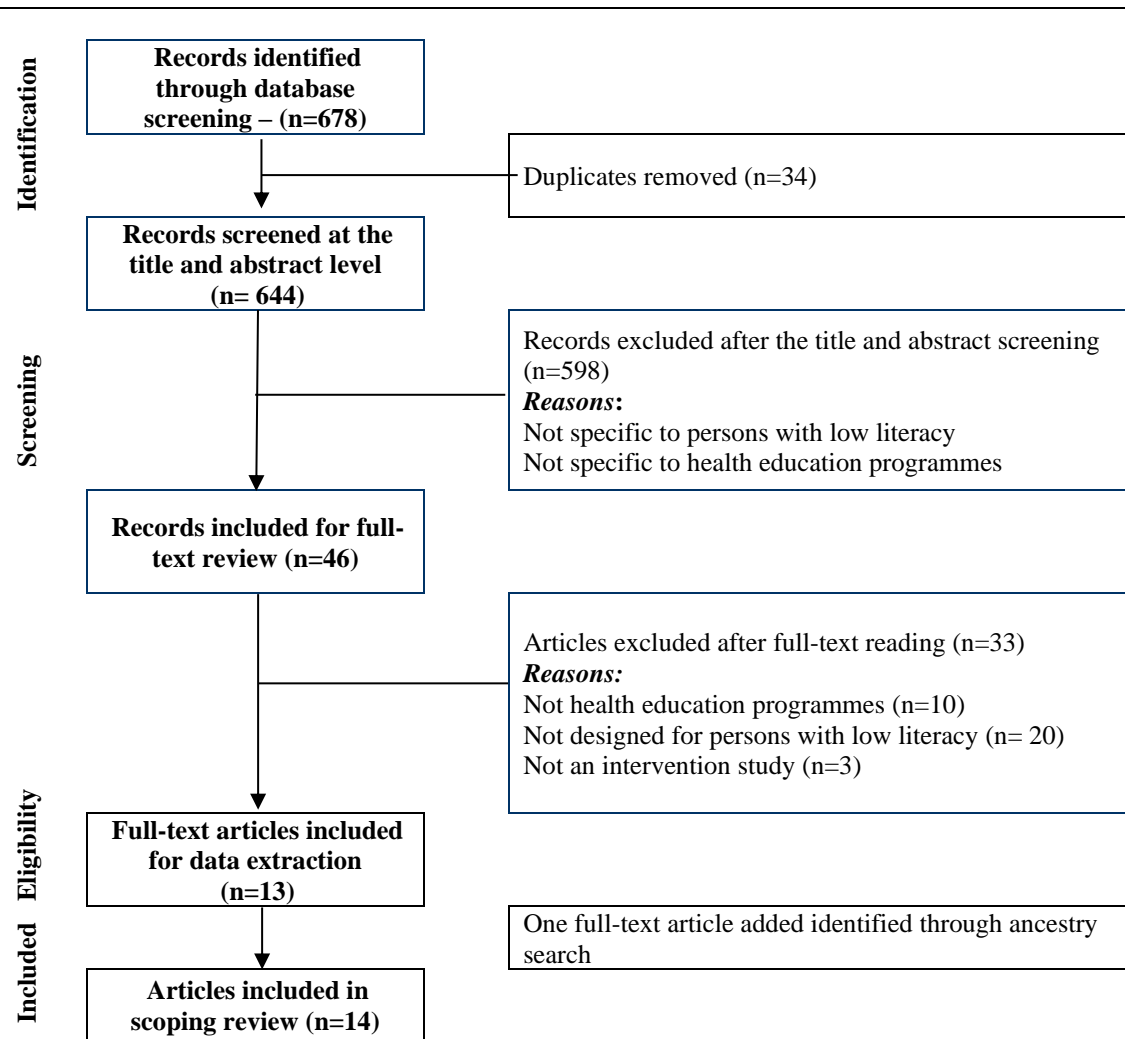 Identification
Records identified
through database
screening – (n=678)
Duplicates removed (n=34)
Records screened at the
title and abstract level
(n= 644)
Screening
Records excluded after the title and abstract screening
(n=598)
Reasons:
Not specific to persons with low literacy
Not specific to health education programmes
Records included for full-
text review (n=46)
Articles excluded after full-text reading (n=33)
Reasons:
Not health education programmes (n=10)
Not designed for persons with low literacy (n= 20)
Not an intervention study (n=3)
Eligibility
Full-text articles included
for data extraction
(n=13)
Included
One full-text article added identified through ancestry
search
Articles included in
scoping review (n=14)